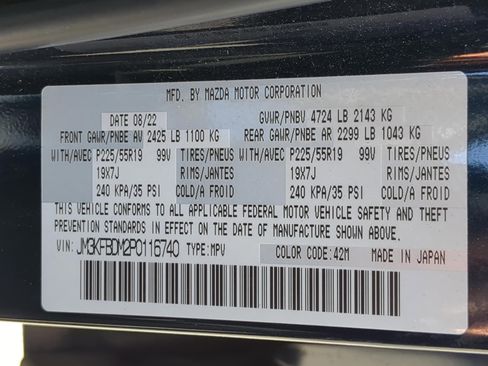 MFD. BY MAZDA MOTOR CORPORATION
DATE 08/22 GVWR/PNBV 4724 LB 2143 KG
FRONT GAWR/PNBE AV 2425 LB 1100 KG REAR GAWR/PNBE AR 2299 LB 1043 KG
WITH/AVEC P225/55R19 99V TIRES/PNEUS WITH/AVEC P225/55R19 99V TIRES/PNEUS
19X7J RIMS/JANTES 19X7J RIMS/JANTES
240 KPA/35 PSI COLD/A FROID 240 KPA/35 PSI COLD/A FROID
THIS VEHICLE CONFORMS TO ALL APPLICABLE FEDERAL MOTOR VEHICLE SAFETY AND THEFT
PREVENTION STANDARDS IN EFFECT ON THE DATE OF MANUFACTURE SHOWN ABOVE.
VIN: JM3KFBDM2P0116740 TYPE:MPV COLOR CODE:42M MADE IN JAPAN